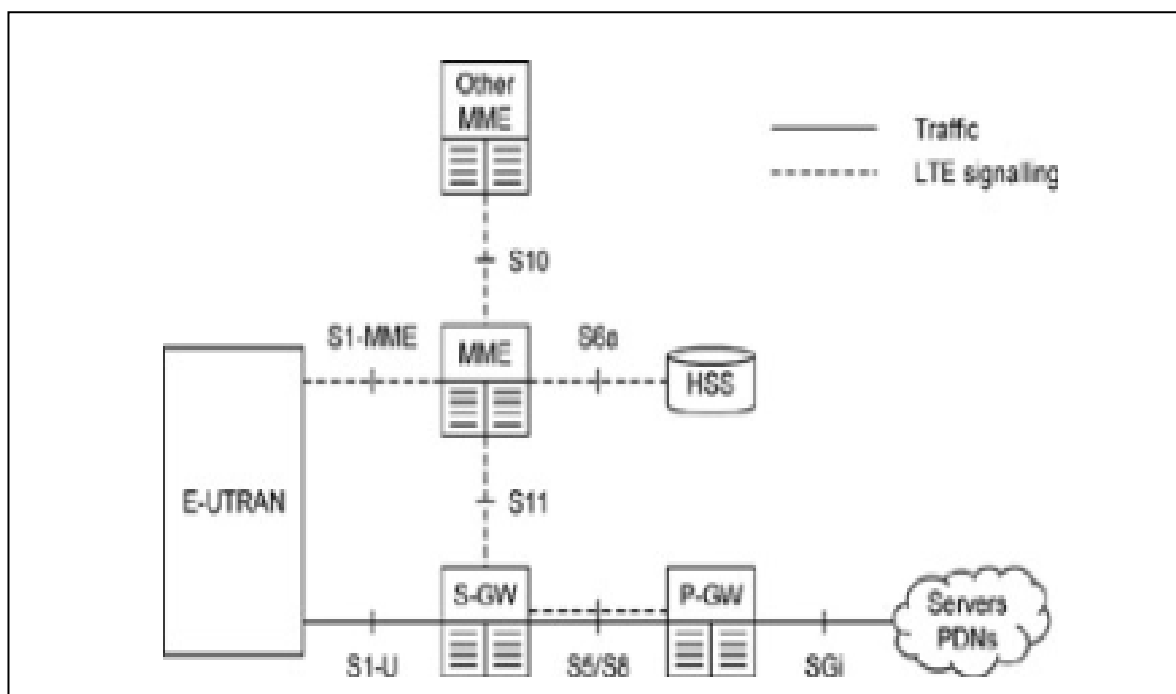 Other
MME
Traffic
LTE signalling
S10
S1-MME
MME
S6a
HSS
E-UTRAN
S11
S-GW
P-GW
Servers
PDNs
S1-U
S5/S8
SGi